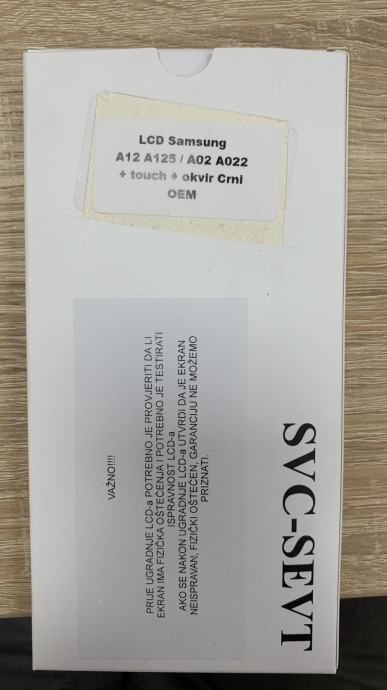 LCD Samsung
A12 A125 / A02 A022
+ touch + okvir Crni
OEM
VAŽNO!!!!
PRIJE UGRADNJE LCD-a POTREBNO JE PROVJERITI DA LI
EKRAN IMA FIZIČKA OŠTEĆENJA I POTREBNO JE TESTIRATI
ISPRAVNOST LCD-a
AKO SE NAKON UGRADNJE LCD-a UTVRDI DA JE EKRAN
NEISPRAVAN, FIZIČKI OŠTEĆEN, GARANCIJU NE MOŽEMO
PRIZNATI.
SVC-SEVT